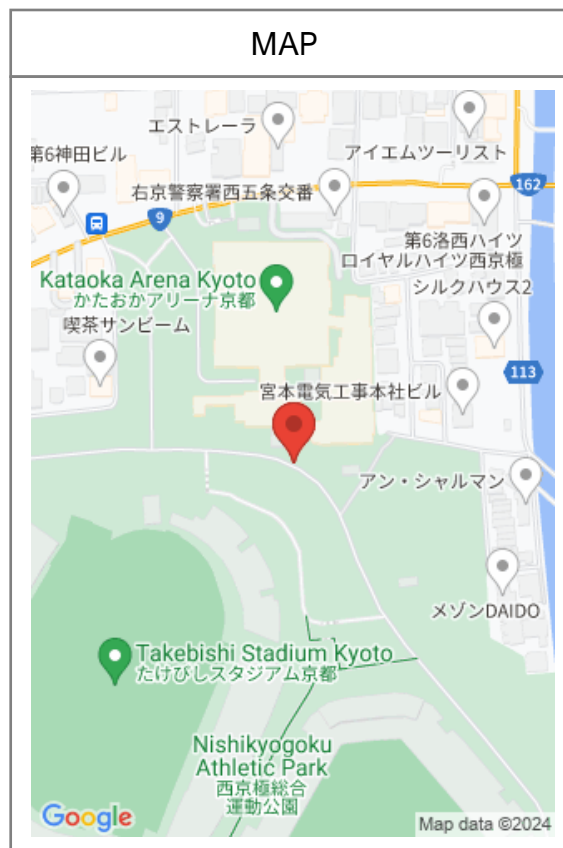 MAP
エストレーラ
アイエムツーリスト
第6神田ビル
右京警察署西五条交番
162
9
第6洛西ハイツ
ロイヤルハイツ西京極
Kataoka Arena Kyoto
かたおかアリーナ京都
シルクハウス2
喫茶サンビーム
113
宮本電気工事本社ビル
アン・シャルマン
メゾンDAIDO
Takebishi Stadium Kyoto
たけびしスタジアム京都
Nishikyogoku
Athletic Park
西京極総合
運動公園
Google
Map data ©2024